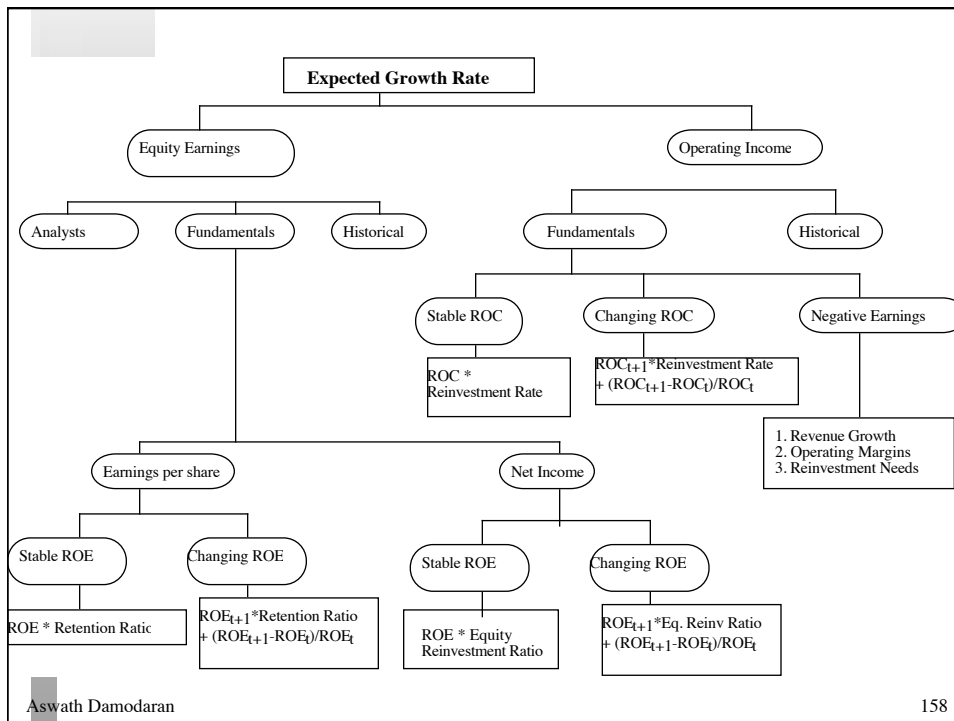 Expected Growth Rate
Equity Earnings
Operating Income
Analysts
Fundamentals
Historical
Fundamentals
Historical
Stable ROC
Changing ROC
Negative Earnings
ROC *
Reinvestment Rate
ROCt+1*Reinvestment Rate
+ (ROCt+1-ROCt)/ROCt
1. Revenue Growth
2. Operating Margins
3. Reinvestment Needs
Earnings per share
Net Income
Stable ROE
Changing ROE
Stable ROE
Changing ROE
ROE * Retention Ratio
ROEt+1*Retention Ratio
+ (ROEt+1-ROEt)/ROEt
ROE * Equity
Reinvestment Ratio
ROEt+1*Eq. Reinv Ratio
+ (ROEt+1-ROEt)/ROEt
Aswath Damodaran
158